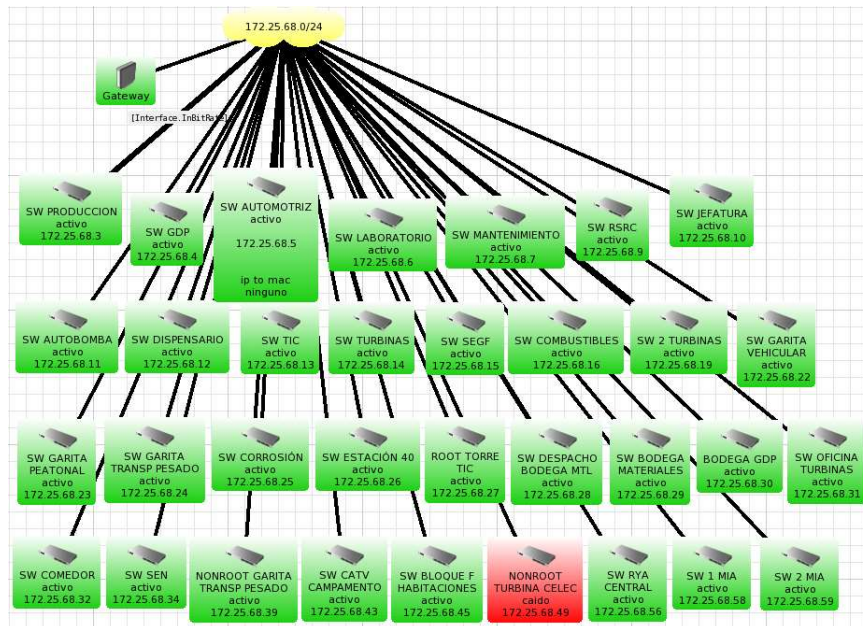 172.25.68.0/24
Gateway
[Interface.InBitRate]
SW PRODUCCION
activo
172.25.68.3
SW GDP
activo
172.25.68.4
SW AUTOMOTRIZ
activo
172.25.68.5
ip to mac
ninguno
SW LABORATORIO
activo
172.25.68.6
SW MANTENIMIENTO
activo
172.25.68.7
SW RSRC
activo
172.25.68.9
SW JEFATURA
activo
172.25.68.10
SW AUTOBOMBA
activo
172.25.68.11
SW DISPENSARIO
activo
172.25.68.12
SW TIC
activo
172.25.68.13
SW TURBINAS
activo
172.25.68.14
SW SEGF
activo
172.25.68.15
SW COMBUSTIBLES
activo
172.25.68.16
SW 2 TURBINAS
activo
172.25.68.19
SW GARITA
VEHICULAR
activo
172.25.68.22
SW GARITA
PEATONAL
activo
172.25.68.23
SW GARITA
TRANSP PESADO
activo
172.25.68.24
SW CORROSIÓN
activo
172.25.68.25
SW ESTACIÓN 40
activo
172.25.68.26
ROOT TORRE
TIC
activo
172.25.68.27
SW DESPACHO
BODEGA MTL
activo
172.25.68.28
SW BODEGA
MATERIALES
activo
172.25.68.29
BODEGA GDP
activo
172.25.68.30
SW OFICINA
TURBINAS
activo
172.25.68.31
SW COMEDOR
activo
172.25.68.32
SW SEN
activo
172.25.68.34
NONROOT GARITA
TRANSP PESADO
activo
172.25.68.39
SW CATV
CAMPAMENTO
activo
172.25.68.43
SW BLOQUE F
HABITACIONES
activo
172.25.68.45
NONROOT
TURBINA CELEC
caido
172.25.68.49
SW RYA
CENTRAL
activo
172.25.68.56
SW 1 MIA
activo
172.25.68.58
SW 2 MIA
activo
172.25.68.59